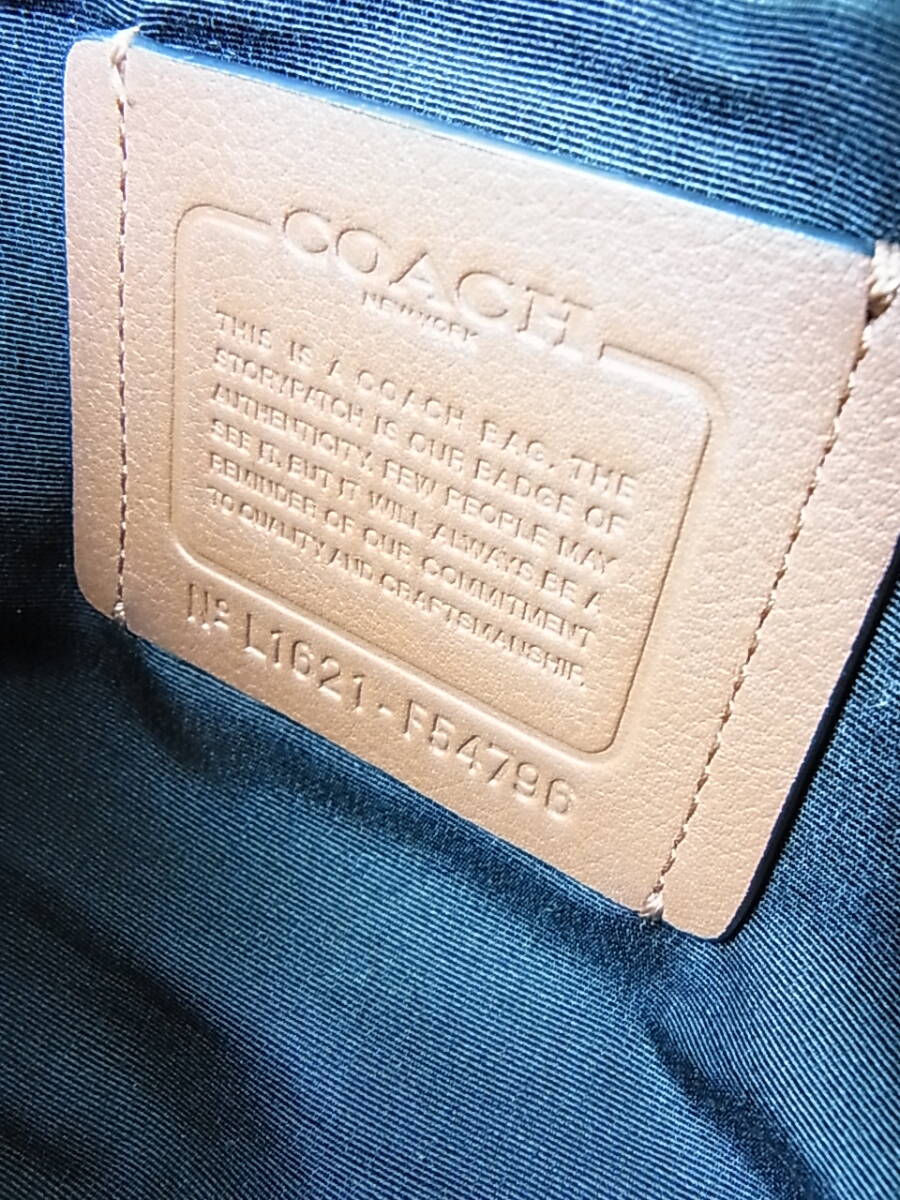 COACH
NEW YORK
THIS IS A COACH BAG. THE
STORYPATCH IS OUR BADGE OF
AUTHENTICITY. FEW PEOPLE MAY
SEE IT. BUT IT WILL ALWAYS BE A
REMINDER OF OUR COMMITMENT
TO QUALITY AND CRAFTSMANSHIP.
Nº L1621-F54796